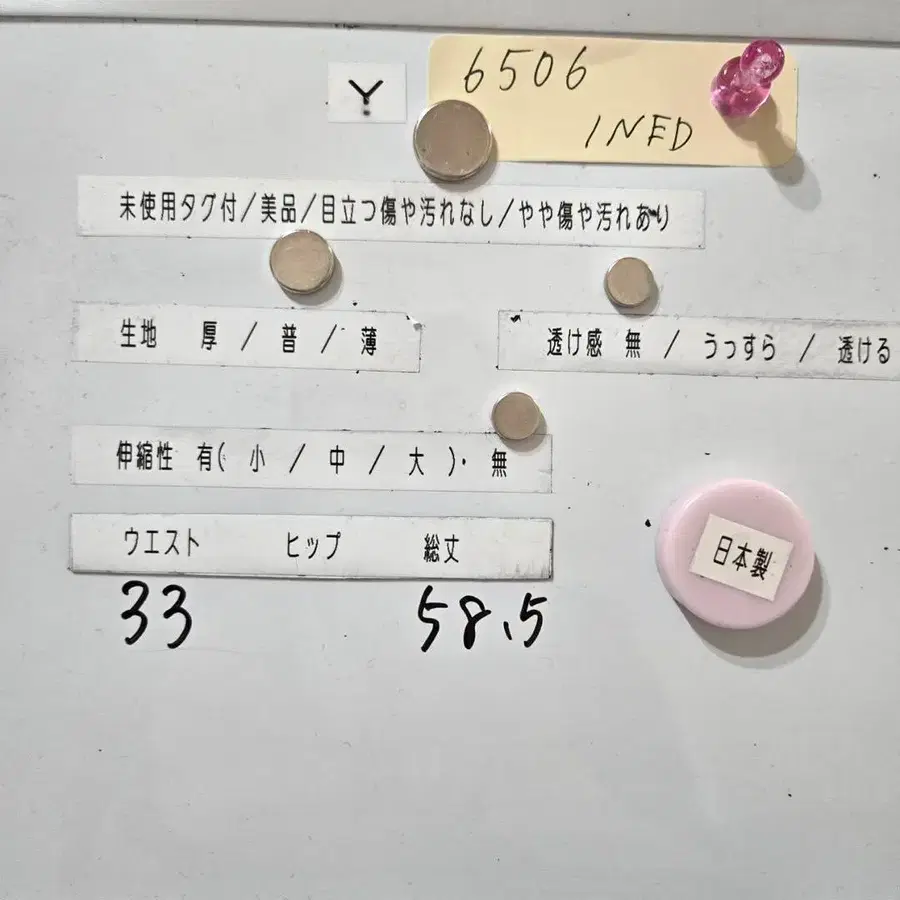 Y
6506
INED
未使用タグ付/美品/目立つ傷や汚れなし/やや傷や汚れあり
生地 厚 / 普 / 薄
透け感 無 / うっすら / 透ける
伸縮性 有( 小 / 中 / 大 )・ 無
ウエスト ヒップ 総丈
33 58.5
日本製